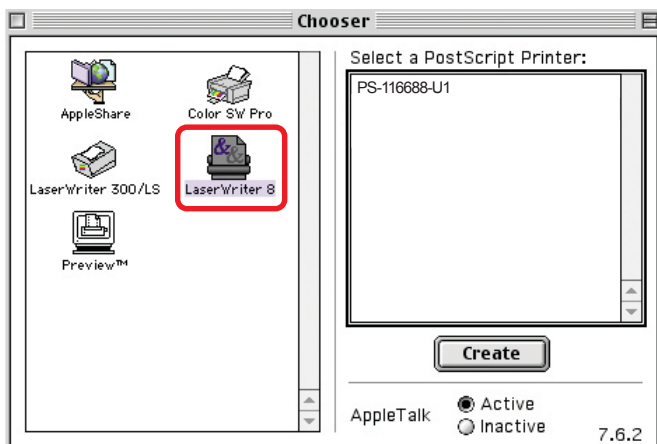 Chooser
AppleShare
Color SW Pro
LaserWriter 300/LS
&&
LaserWriter 8
Preview™
Select a PostScript Printer:
PS-116688-U1
Create
AppleTalk
Active
Inactive
7.6.2